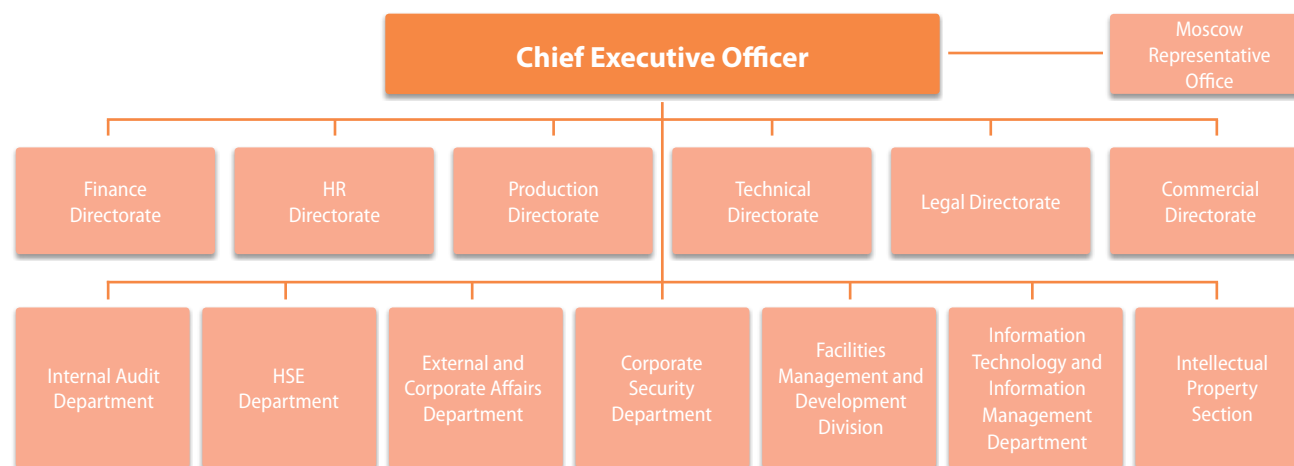 Chief Executive Officer
Moscow
Representative
Office
Finance
Directorate
HR
Directorate
Production
Directorate
Technical
Directorate
Legal Directorate
Commercial
Directorate
Internal Audit
Department
HSE
Department
External and
Corporate Affairs
Department
Corporate
Security
Department
Facilities
Management and
Development
Division
Information
Technology and
Information
Management
Department
Intellectual
Property
Section